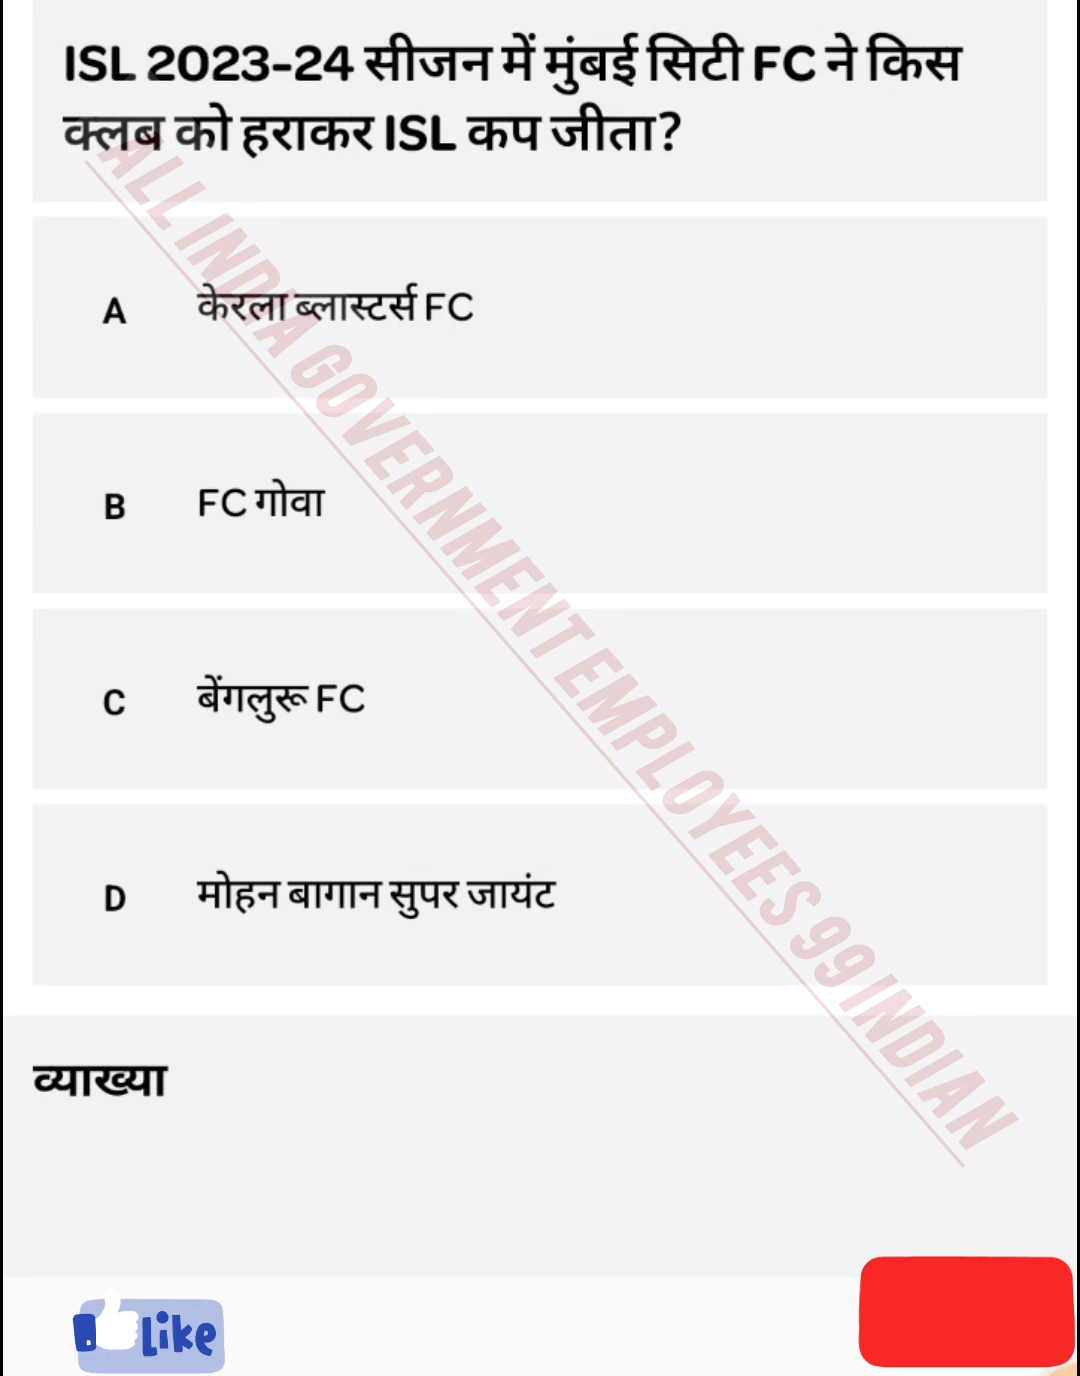 ISL 2023-24 सीजन में मुंबई सिटी FC ने किस
क्लब को हराकर ISL कप जीता?
A केरला ब्लास्टर्स FC
B FC गोवा
C बेंगलुरू FC
D मोहन बागान सुपर जायंट
ALL INDIA GOVERNMENT EMPLOYEES 99 INDIAN
व्याख्या
Like